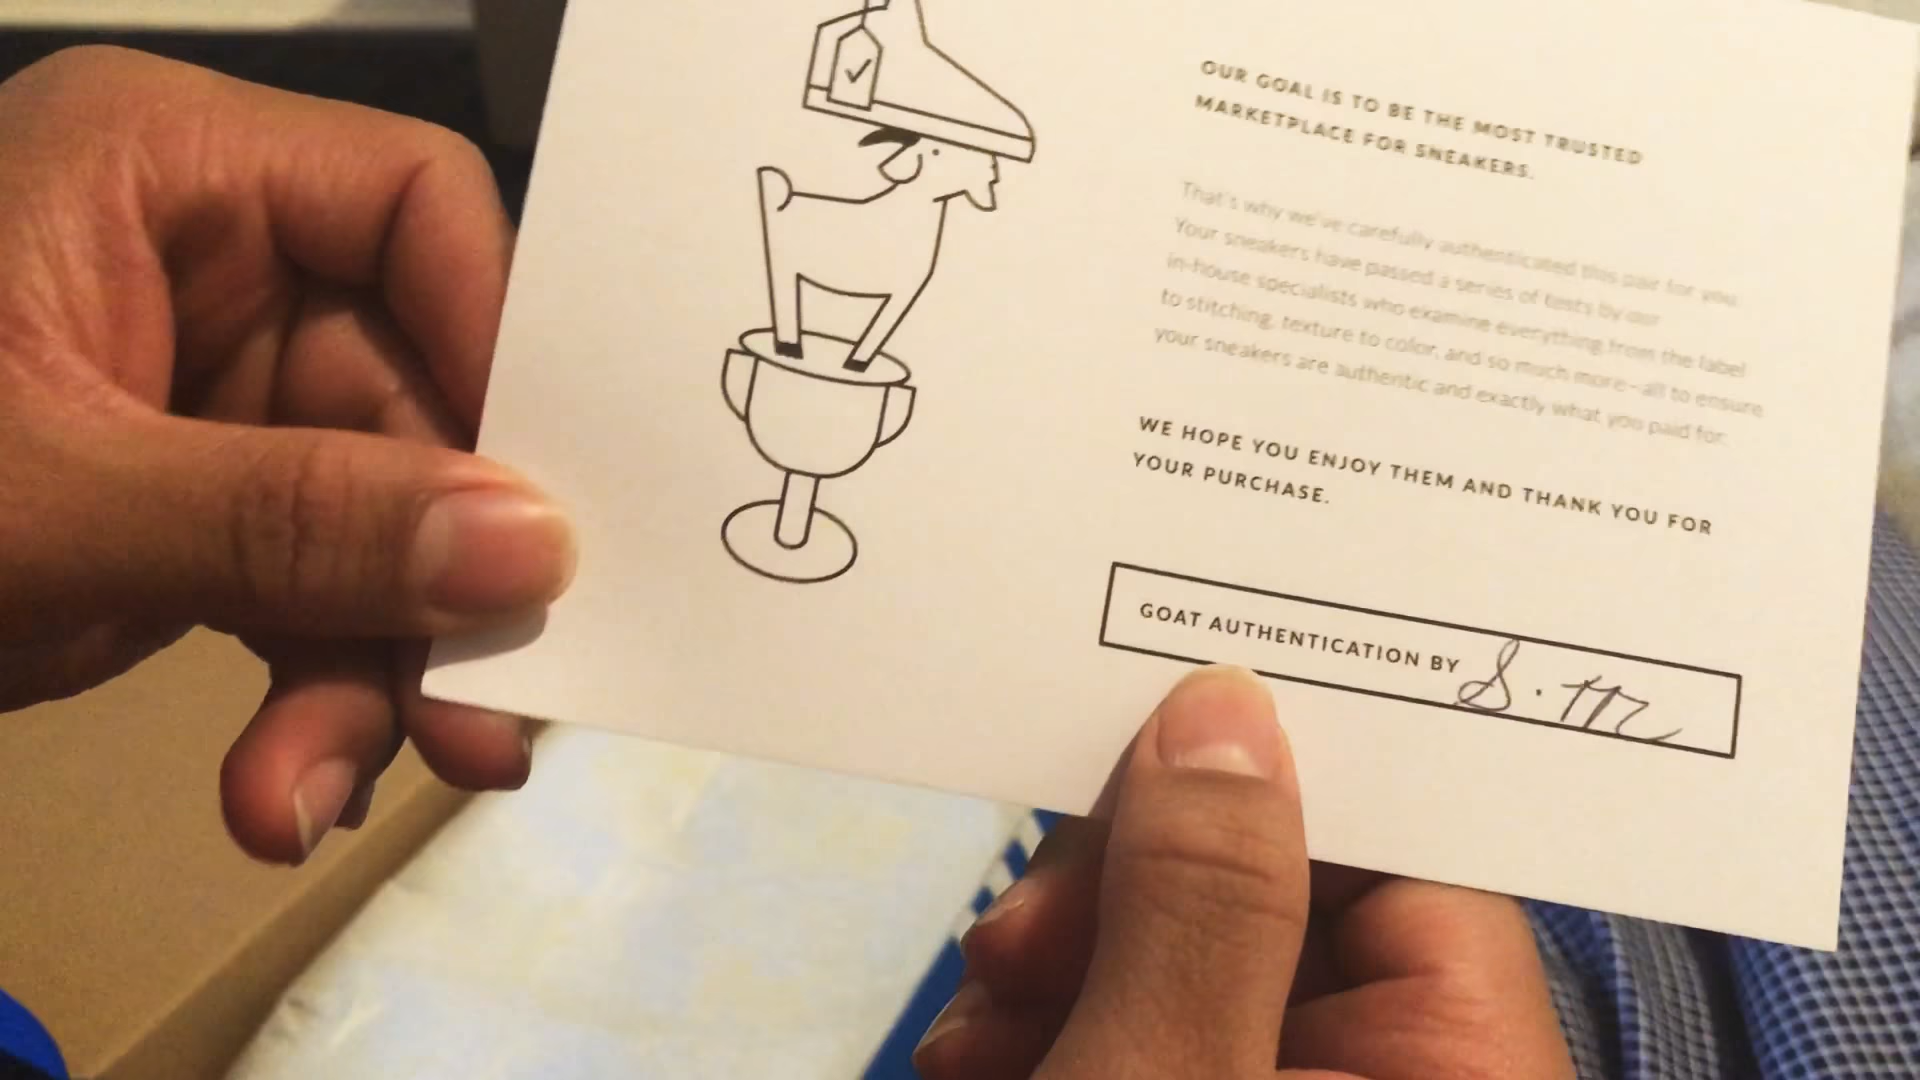 OUR GOAL IS TO BE THE MOST TRUSTED
MARKETPLACE FOR SNEAKERS.
That's why we've carefully authenticated this pair for you.
Your sneakers have passed a series of tests by our
in-house specialists who examine everything from the label
to stitching, texture to color, and so much more—all to ensure
your sneakers are authentic and exactly what you paid for.
WE HOPE YOU ENJOY THEM AND THANK YOU FOR
YOUR PURCHASE.
GOAT AUTHENTICATION BY